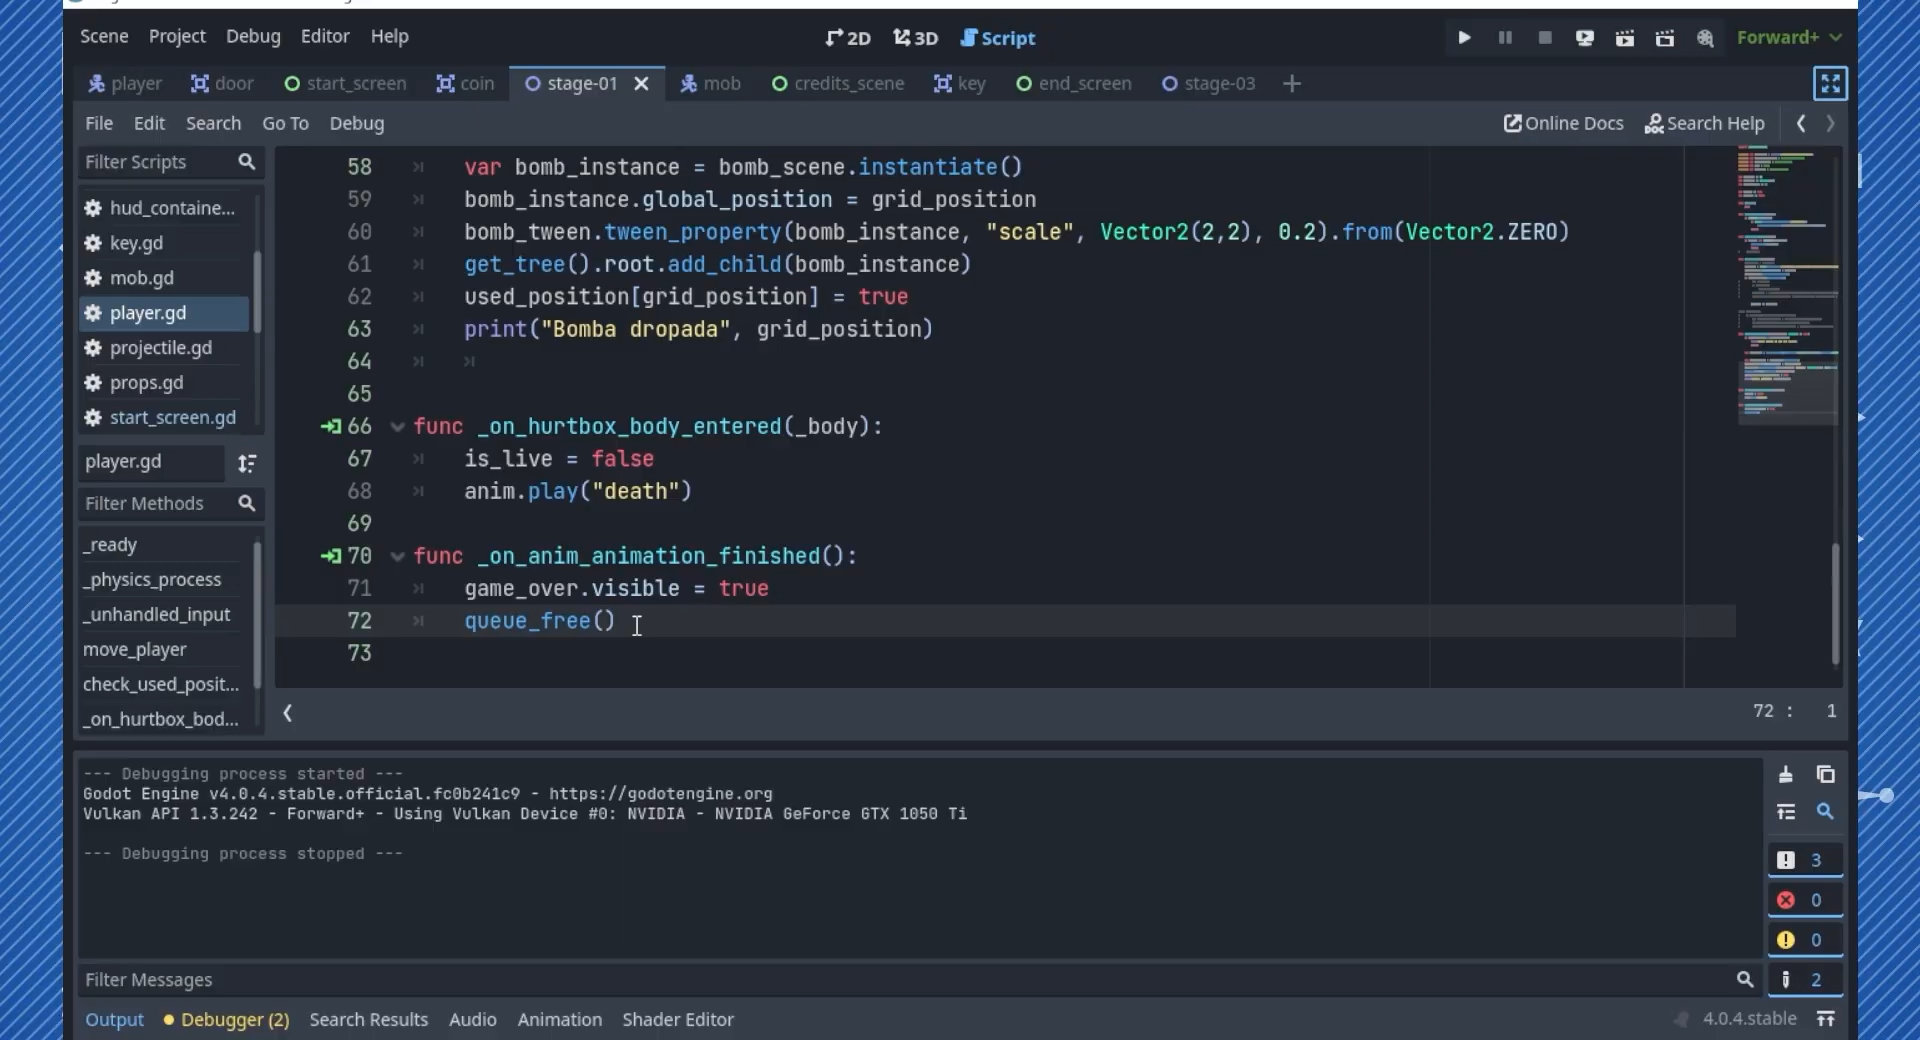 Scene Project Debug Editor Help
2D 3D Script
Forward+
player door start_screen coin stage-01 mob credits_scene key end_screen stage-03
File Edit Search Go To Debug
Online Docs Search Help
Filter Scripts
hud_containe...
key.gd
mob.gd
player.gd
projectile.gd
props.gd
start_screen.gd
player.gd
Filter Methods
_ready
_physics_process
_unhandled_input
move_player
check_used_posit...
_on_hurtbox_bod...
58 var bomb_instance = bomb_scene.instantiate()
59 bomb_instance.global_position = grid_position
60 bomb_tween.tween_property(bomb_instance, "scale", Vector2(2,2), 0.2).from(Vector2.ZERO)
61 get_tree().root.add_child(bomb_instance)
62 used_position[grid_position] = true
63 print("Bomba dropada", grid_position)
64
65
66 func _on_hurtbox_body_entered(_body):
67 is_live = false
68 anim.play("death")
69
70 func _on_anim_animation_finished():
71 game_over.visible = true
72 queue_free()
73
72 : 1
--- Debugging process started ---
Godot Engine v4.0.4.stable.official.fc0b241c9 - https://godotengine.org
Vulkan API 1.3.242 - Forward+ - Using Vulkan Device #0: NVIDIA - NVIDIA GeForce GTX 1050 Ti
--- Debugging process stopped ---
3
0
0
2
Filter Messages
Output Debugger (2) Search Results Audio Animation Shader Editor
4.0.4.stable